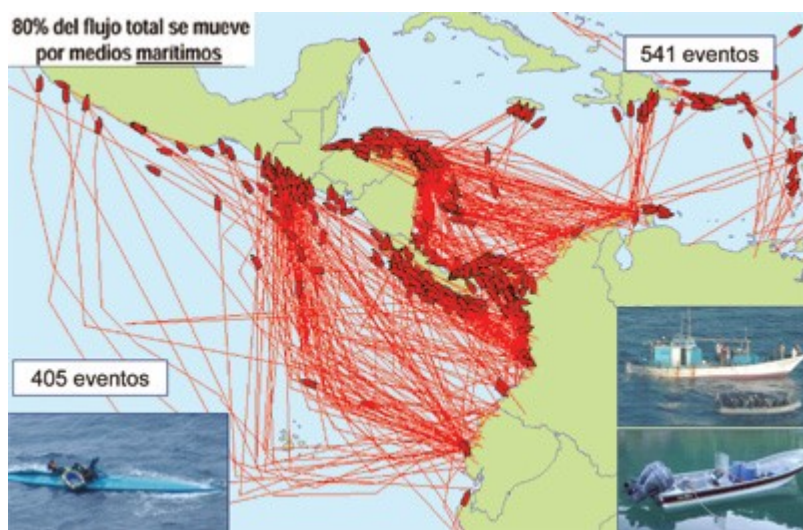 80% del flujo total se mueve
por medios marítimos
541 eventos
405 eventos